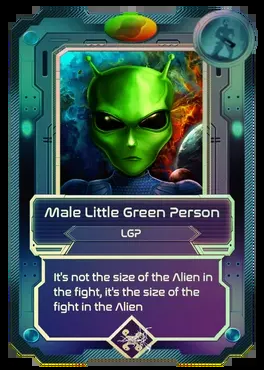 Male Little Green Person
LGP
It's not the size of the Alien in
the fight, it's the size of the
fight in the Alien